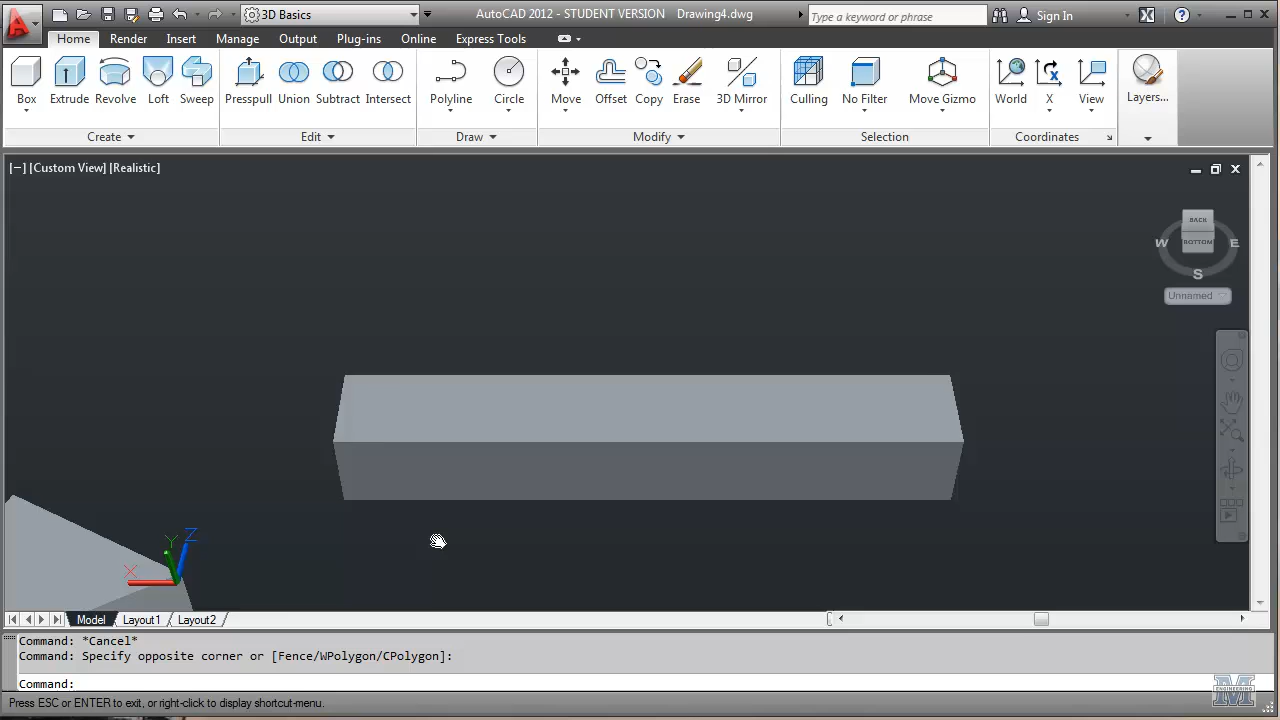 3D Basics
AutoCAD 2012 - STUDENT VERSION Drawing4.dwg
Type a keyword or phrase
Sign In
Home Render Insert Manage Output Plug-ins Online Express Tools
Box Extrude Revolve Loft Sweep Presspull Union Subtract Intersect Polyline Circle Move Offset Copy Erase 3D Mirror Culling No Filter Move Gizmo World X View Layers...
Create Edit Draw Modify Selection Coordinates
[−] [Custom View] [Realistic]
BACK
BOTTOM
W E
S
Unnamed
Y Z
X
Model Layout1 Layout2
Command: *Cancel*
Command: Specify opposite corner or [Fence/WPolygon/CPolygon]:
Command:
Press ESC or ENTER to exit, or right-click to display shortcut-menu.
M
ENGINEERING